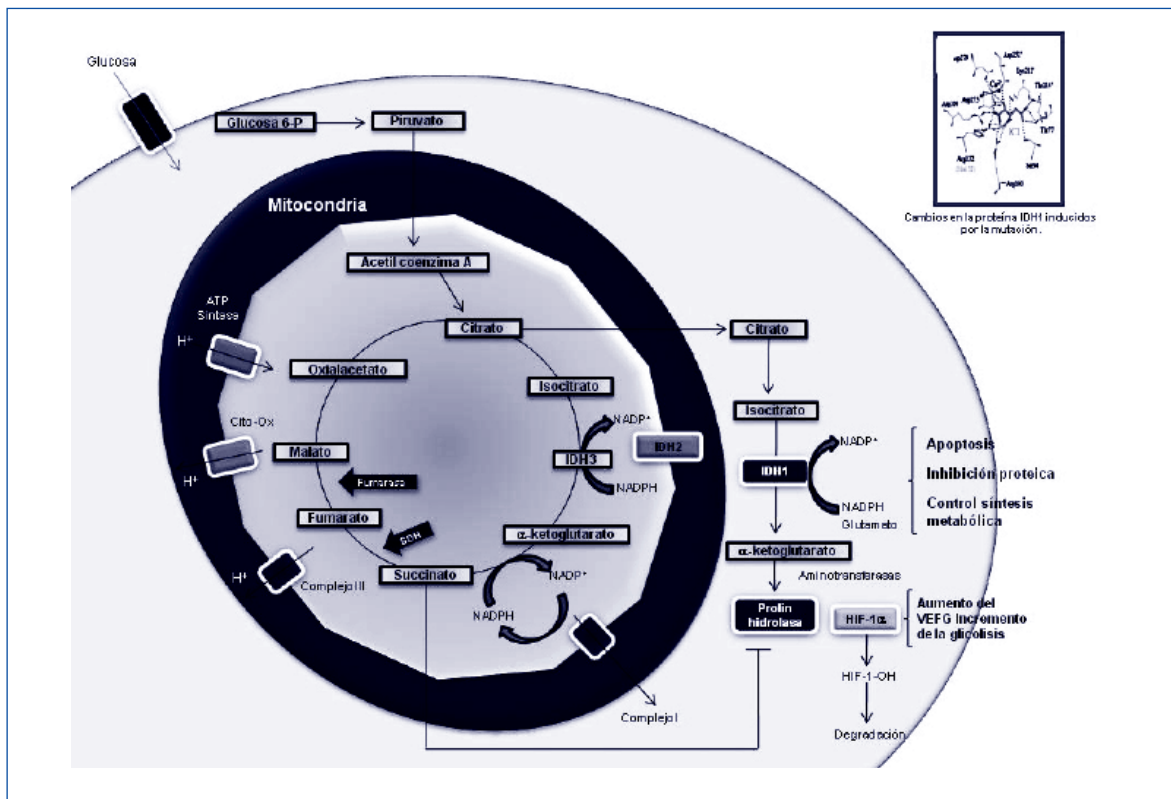 Glucosa
Glucosa 6-P
Piruvato
Mitocondria
Acetil coenzima A
Citrato
Citrato
ATP
Sintasa
H+
Oxialacetato
Isocitrato
Isocitrato
Cito-Ox
H+
Malato
NADP+
IDH3
NADPH
IDH2
IDH1
NADP+
NADPH
Glutamato
Apoptosis
Inhibición proteica
Control síntesis
metabólica
Fumarasa
Fumarato
SDH
α-ketoglutarato
α-ketoglutarato
Aminotransferasas
H+
Complejo III
Succinato
NADP+
NADPH
Prolin
hidrolasa
HIF-1α
Aumento del
VEFG Incremento
de la glicolisis
HIF-1-OH
Degradación
Complejo I
Thr77
Cambios en la proteína IDH1 inducidos
por la mutación.